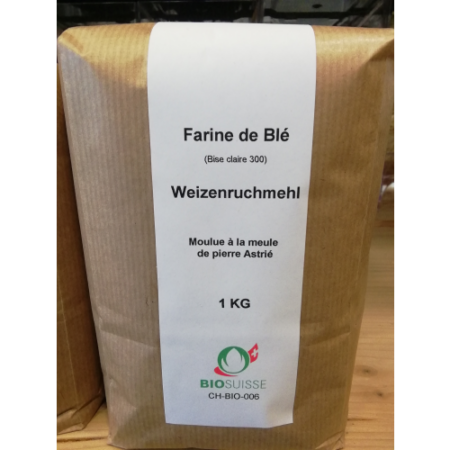 Farine de Blé
(Bise claire 300)
Weizenruchmehl
Moulue à la meule
de pierre Astrié
1 KG
BIOSUISSE
CH-BIO-006